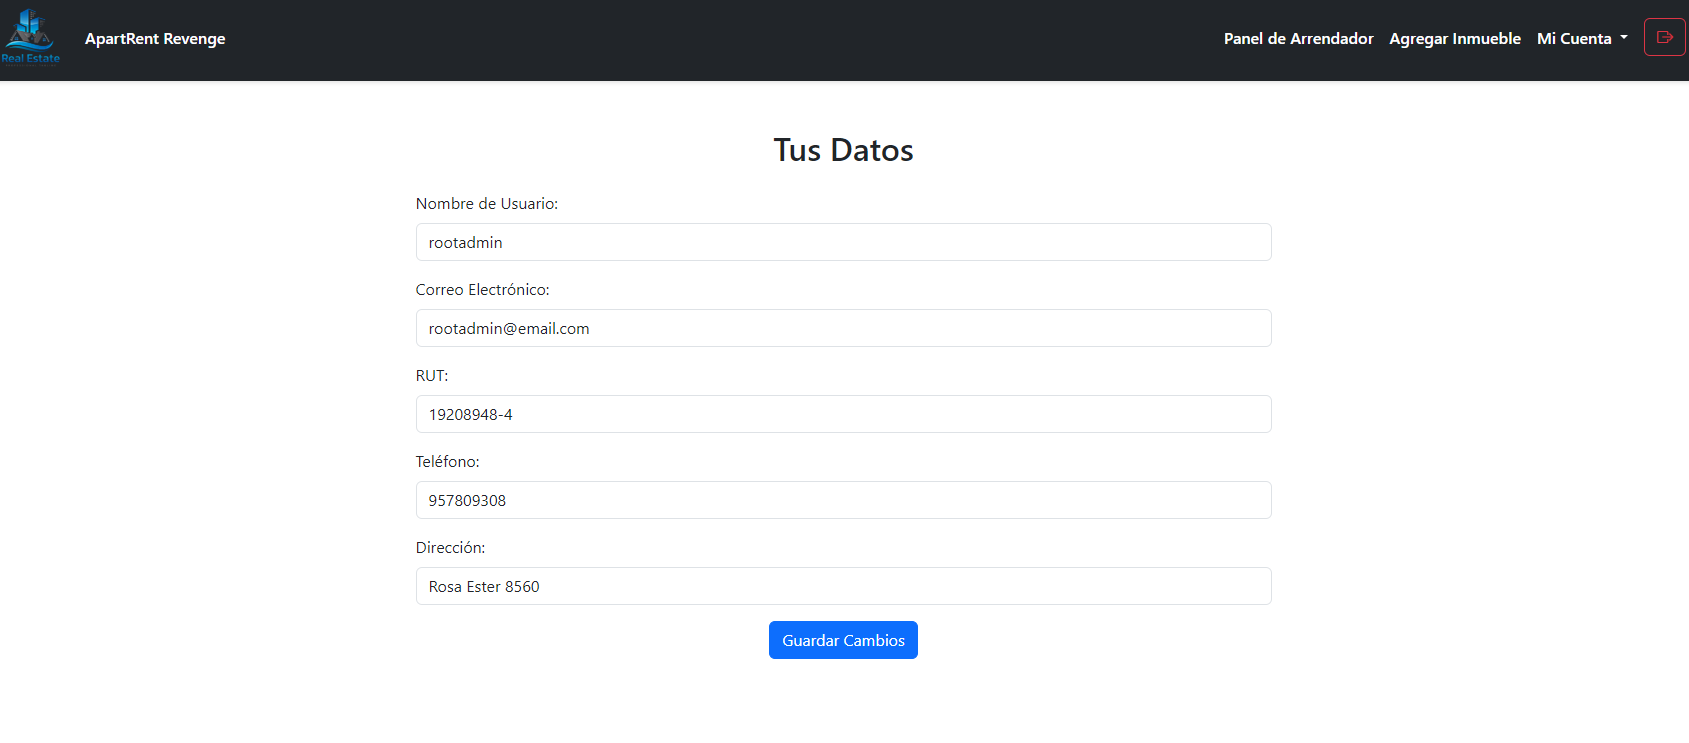 Real Estate
ApartRent Revenge
Panel de Arrendador
Agregar Inmueble
Mi Cuenta
Tus Datos
Nombre de Usuario:
rootadmin
Correo Electrónico:
rootadmin@email.com
RUT:
19208948-4
Teléfono:
957809308
Dirección:
Rosa Ester 8560
Guardar Cambios